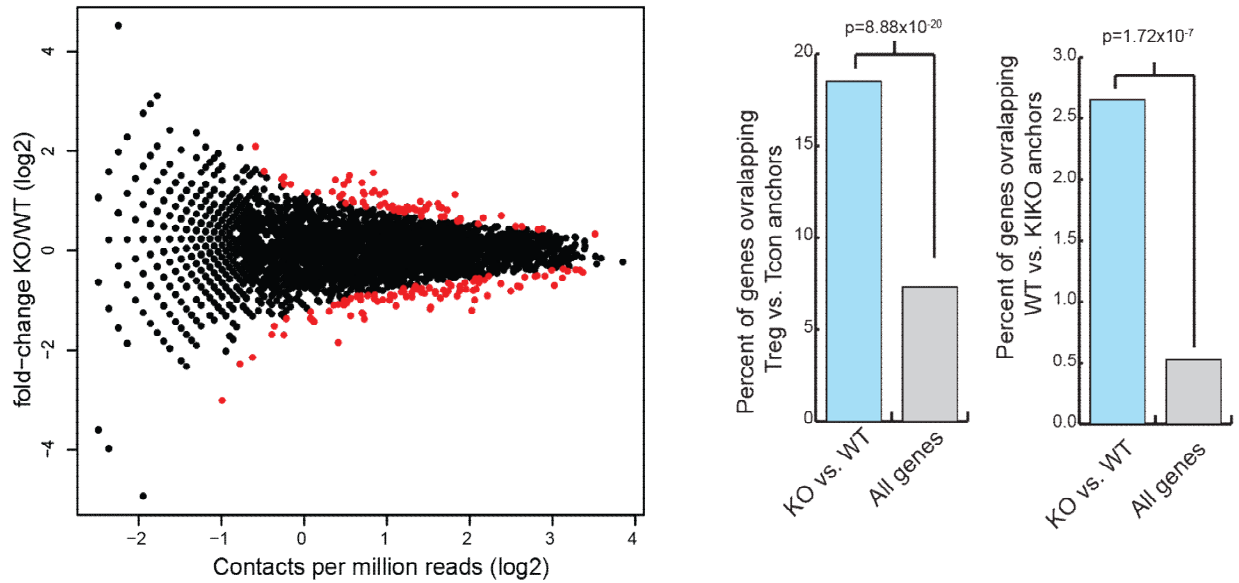 fold−change KO/WT (log2)
4
2
0
−2
−4
−2
−1
0
1
2
3
4
Contacts per million reads (log2)
p=8.88x10-20
Percent of genes ovralapping
Treg vs. Tcon anchors
20
15
10
5
0
KO vs. WT
All genes
p=1.72x10-7
Percent of genes ovralapping
WT vs. KIKO anchors
3.0
2.5
2.0
1.5
1.0
0.5
0.0
KO vs. WT
All genes